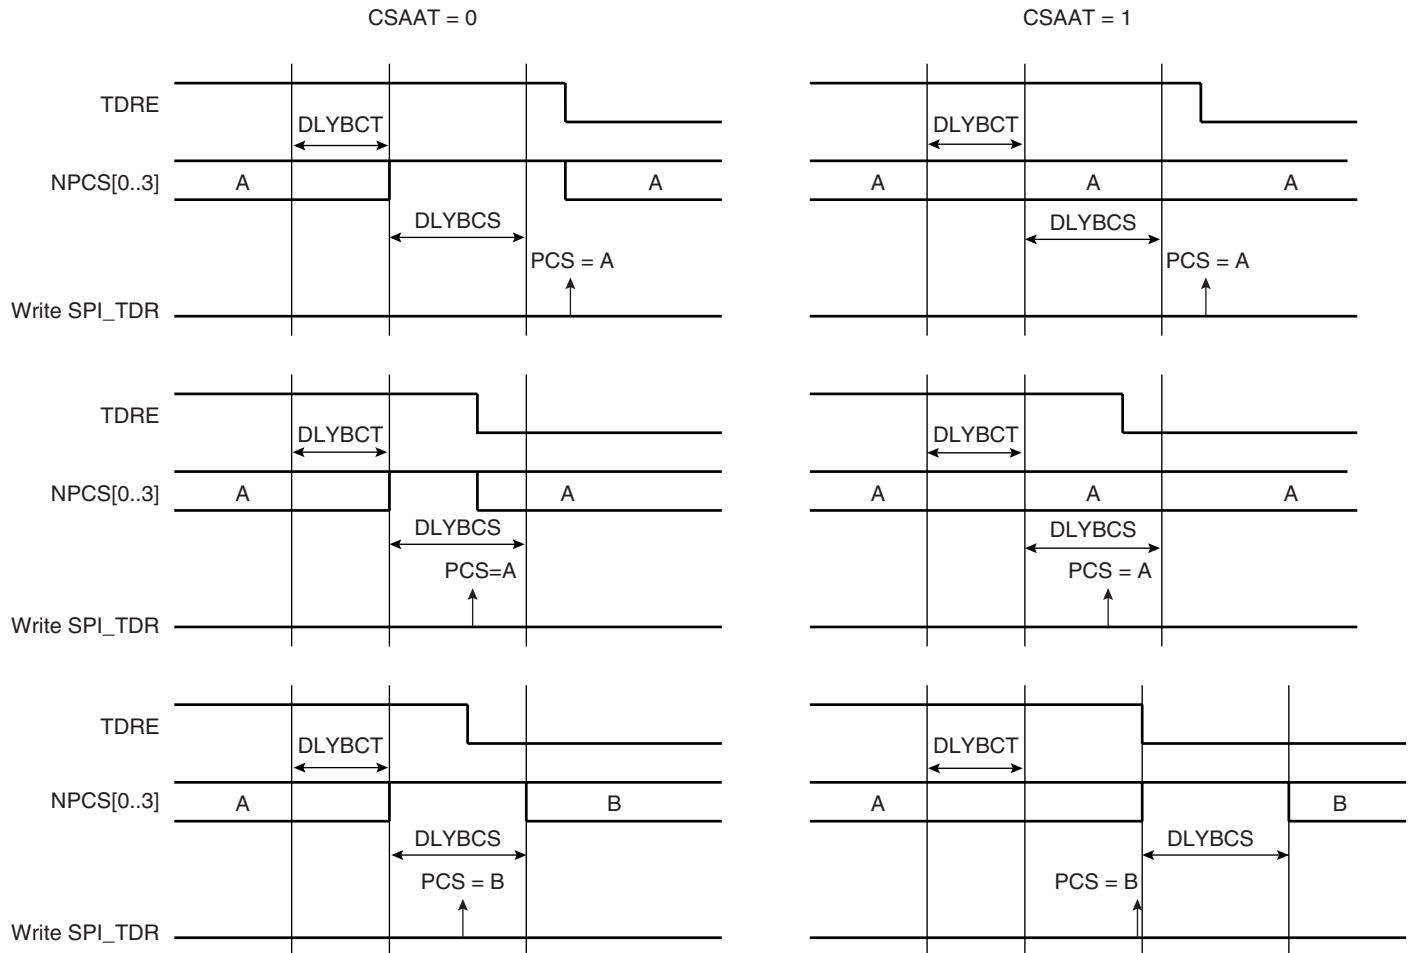 CSAAT = 0
CSAAT = 1
TDRE
DLYBCT
DLYBCT
NPCS[0..3]
A
A
A
A
A
DLYBCS
DLYBCS
PCS = A
PCS = A
Write SPI_TDR
TDRE
DLYBCT
DLYBCT
NPCS[0..3]
A
A
A
A
A
DLYBCS
DLYBCS
PCS=A
PCS = A
Write SPI_TDR
TDRE
DLYBCT
DLYBCT
NPCS[0..3]
A
B
A
B
DLYBCS
DLYBCS
PCS = B
PCS = B
Write SPI_TDR